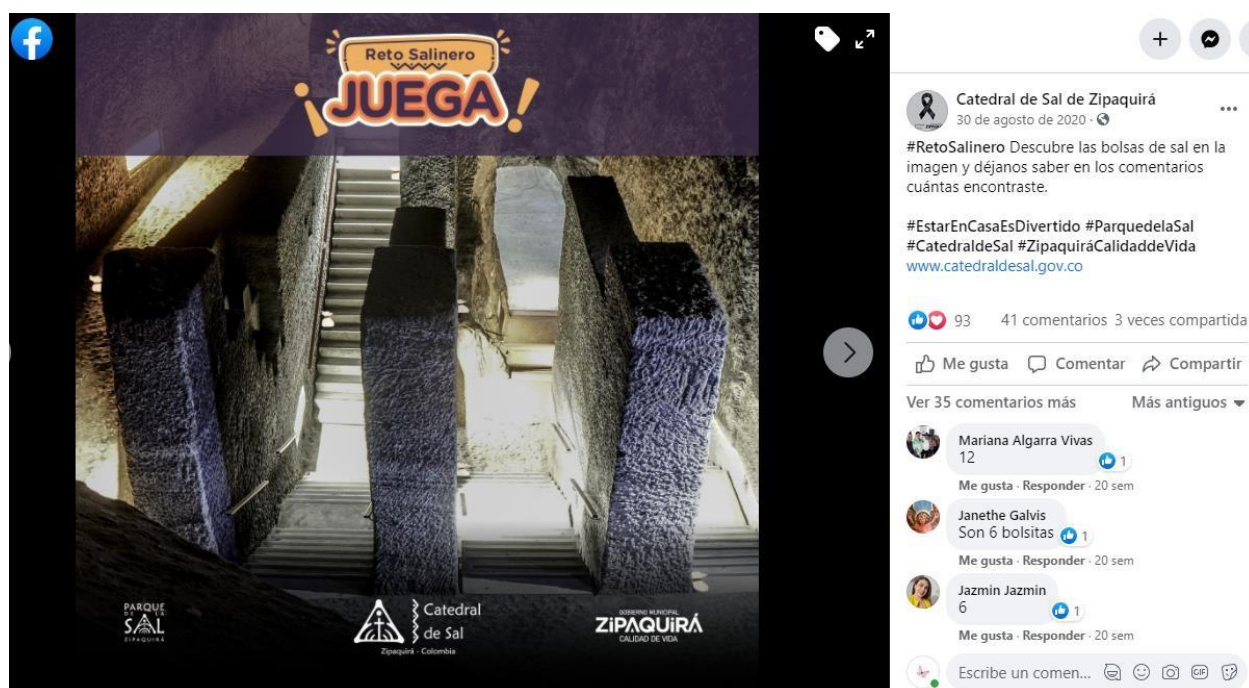 Reto Salinero
¡JUEGA!
PARQUE
DE LA
SAL
ZIPAQUIRÁ
Catedral
de Sal
Zipaquirá - Colombia
GOBIERNO MUNICIPAL
ZiPAQUiRÁ
CALIDAD DE VIDA
Catedral de Sal de Zipaquirá
30 de agosto de 2020 ·
#RetoSalinero Descubre las bolsas de sal en la
imagen y déjanos saber en los comentarios
cuántas encontraste.
#EstarEnCasaEsDivertido #ParquedelaSal
#CatedraldeSal #ZipaquiráCalidaddeVida
www.catedraldesal.gov.co
93 41 comentarios 3 veces compartida
Me gusta Comentar Compartir
Ver 35 comentarios más Más antiguos
Mariana Algarra Vivas
12
1
Me gusta · Responder · 20 sem
Janethe Galvis
Son 6 bolsitas 1
Me gusta · Responder · 20 sem
Jazmin Jazmin
6
1
Me gusta · Responder · 20 sem
Escribe un comen... GIF